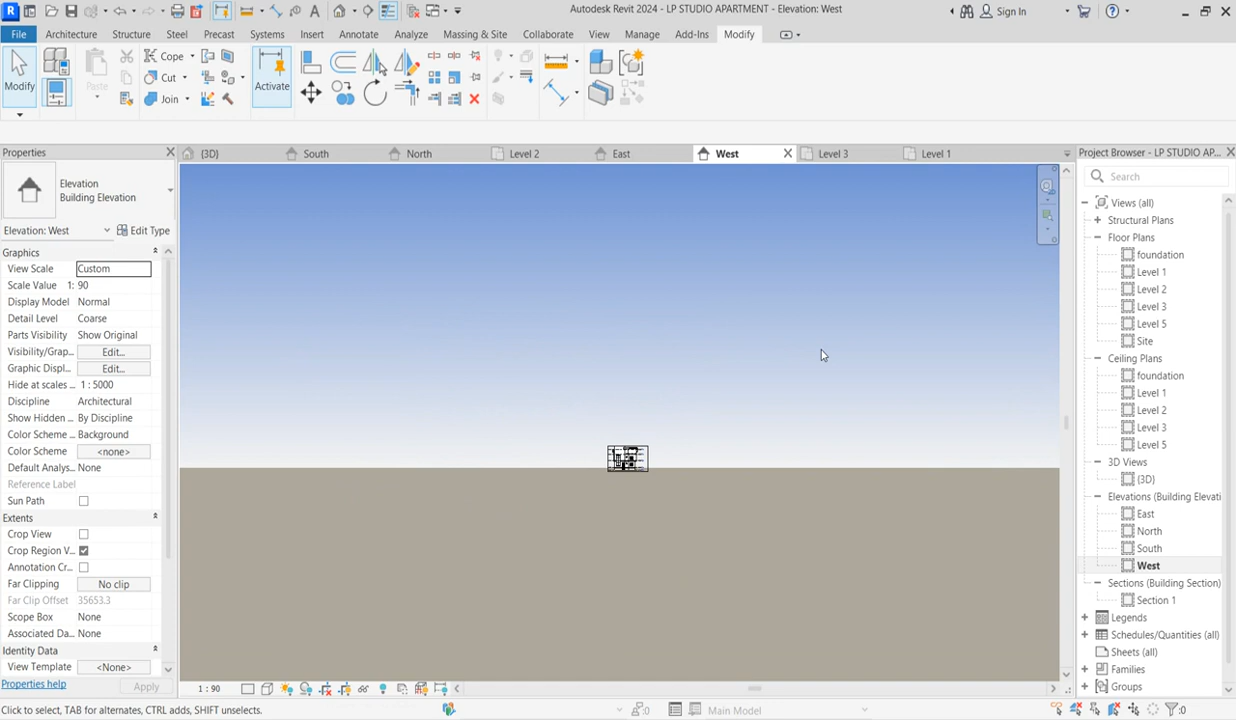 R
Autodesk Revit 2024 - LP STUDIO APARTMENT - Elevation: West
Sign In
File Architecture Structure Steel Precast Systems Insert Annotate Analyze Massing & Site Collaborate View Manage Add-Ins Modify
Modify
Paste
Cope
Cut
Join
Activate
Properties
{3D} South North Level 2 East West Level 3 Level 1
Project Browser - LP STUDIO AP...
Elevation
Building Elevation
Elevation: West
Edit Type
Graphics
View Scale Custom
Scale Value 1: 90
Display Model Normal
Detail Level Coarse
Parts Visibility Show Original
Visibility/Grap... Edit...
Graphic Displ... Edit...
Hide at scales ... 1 : 5000
Discipline Architectural
Show Hidden ... By Discipline
Color Scheme ... Background
Color Scheme <none>
Default Analys... None
Reference Label
Sun Path
Extents
Crop View
Crop Region V...
Annotation Cr...
Far Clipping No clip
Far Clip Offset 35653.3
Scope Box None
Associated Da... None
Identity Data
View Template <None>
Properties help Apply
Search
Views (all)
Structural Plans
Floor Plans
foundation
Level 1
Level 2
Level 3
Level 5
Site
Ceiling Plans
foundation
Level 1
Level 2
Level 3
Level 5
3D Views
{3D}
Elevations (Building Elevati
East
North
South
West
Sections (Building Section)
Section 1
Legends
Schedules/Quantities (all)
Sheets (all)
Families
Groups
1 : 90
Click to select, TAB for alternates, CTRL adds, SHIFT unselects.
:0
Main Model
:0